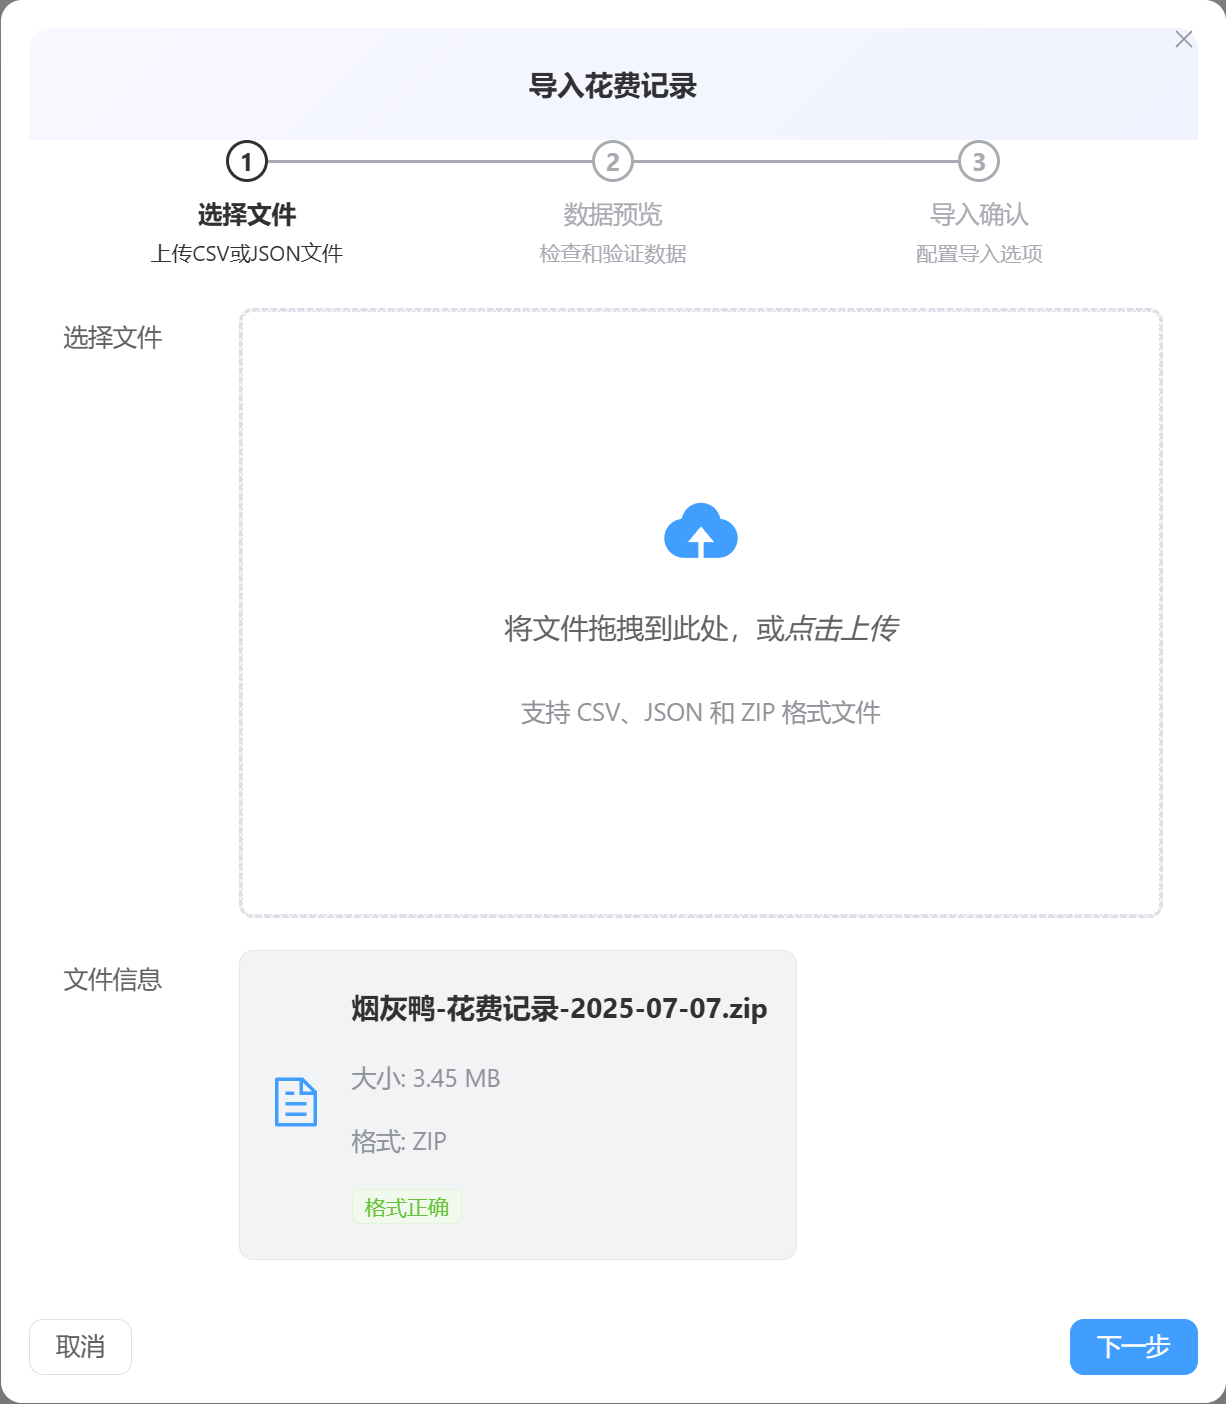 导入花费记录
1
2
3
选择文件
数据预览
导入确认
上传CSV或JSON文件
检查和验证数据
配置导入选项
选择文件
将文件拖拽到此处，或点击上传
支持 CSV、JSON 和 ZIP 格式文件
文件信息
烟灰鸭-花费记录-2025-07-07.zip
大小: 3.45 MB
格式: ZIP
格式正确
取消
下一步